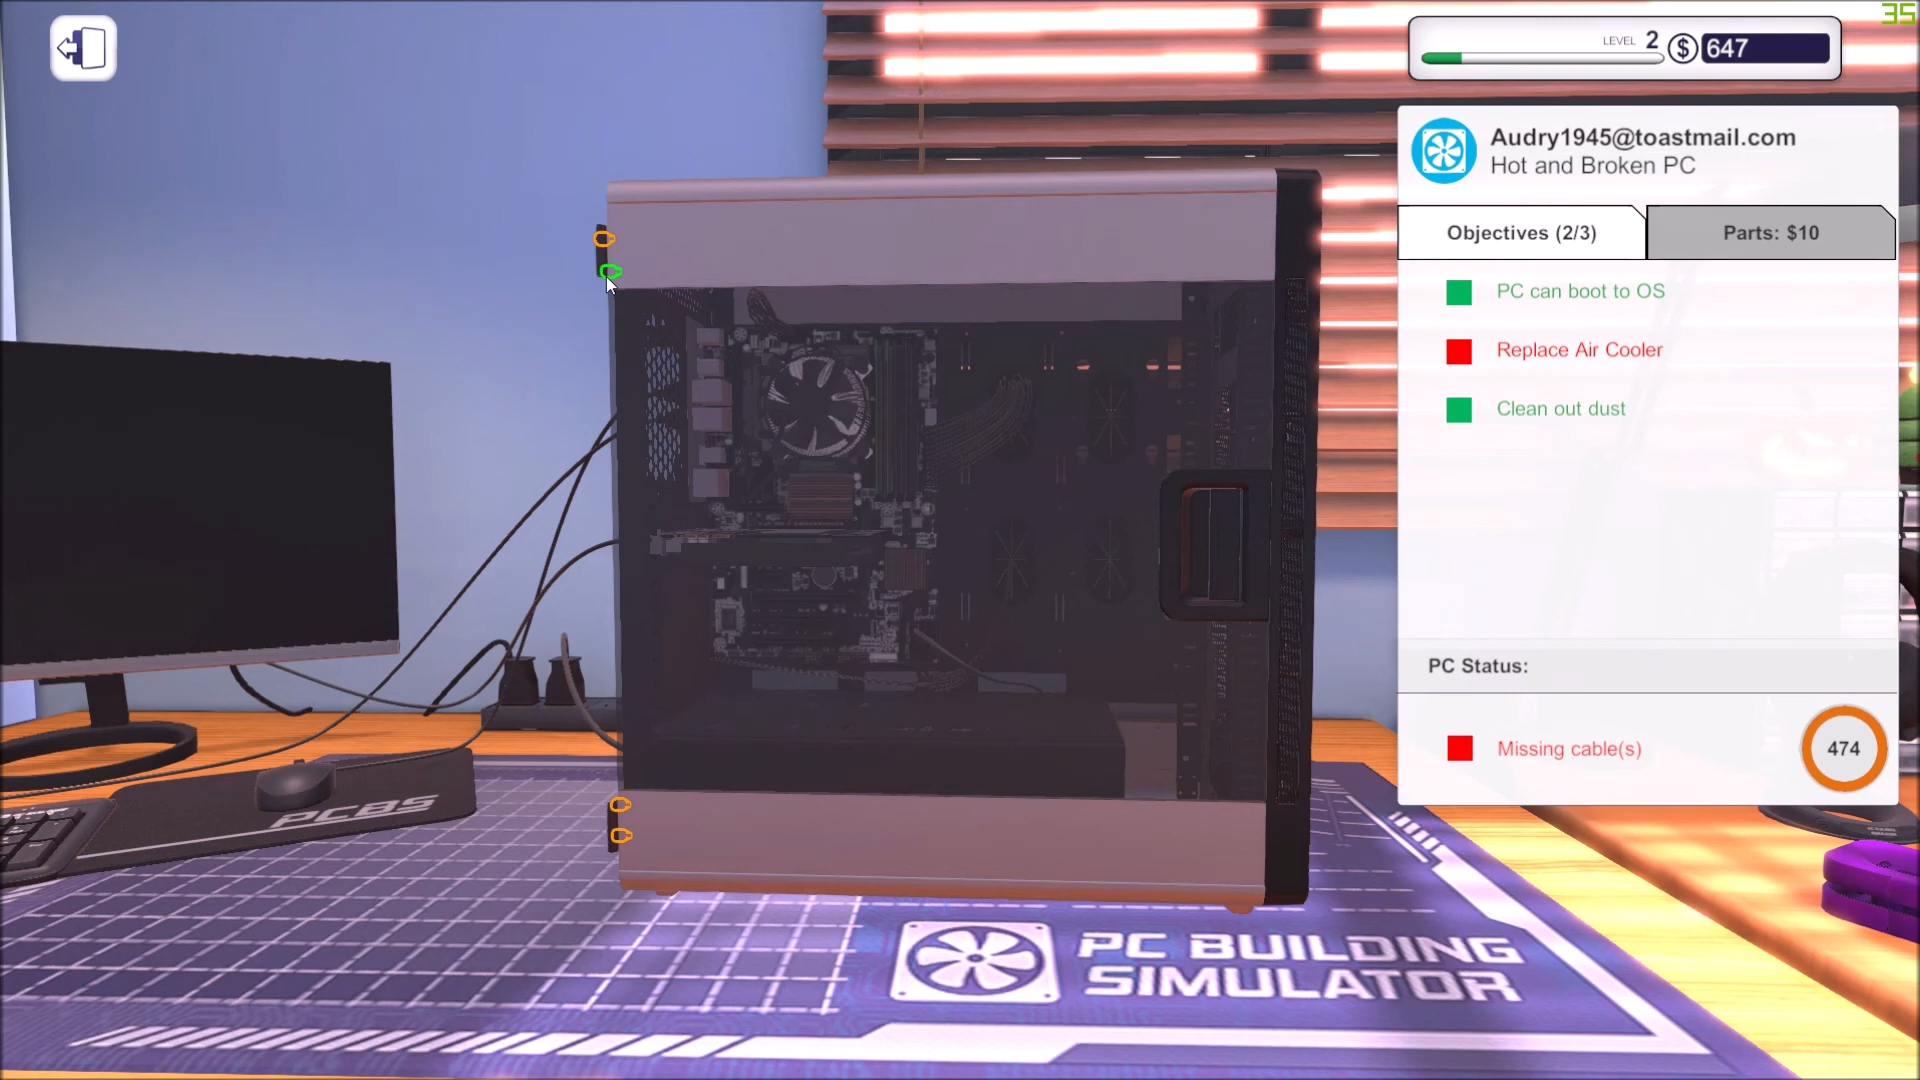 35
LEVEL 2 $ 647
Audry1945@toastmail.com
Hot and Broken PC
Objectives (2/3)
Parts: $10
PC can boot to OS
Replace Air Cooler
Clean out dust
PC Status:
Missing cable(s)
474
PCBS
PC BUILDING
SIMULATOR